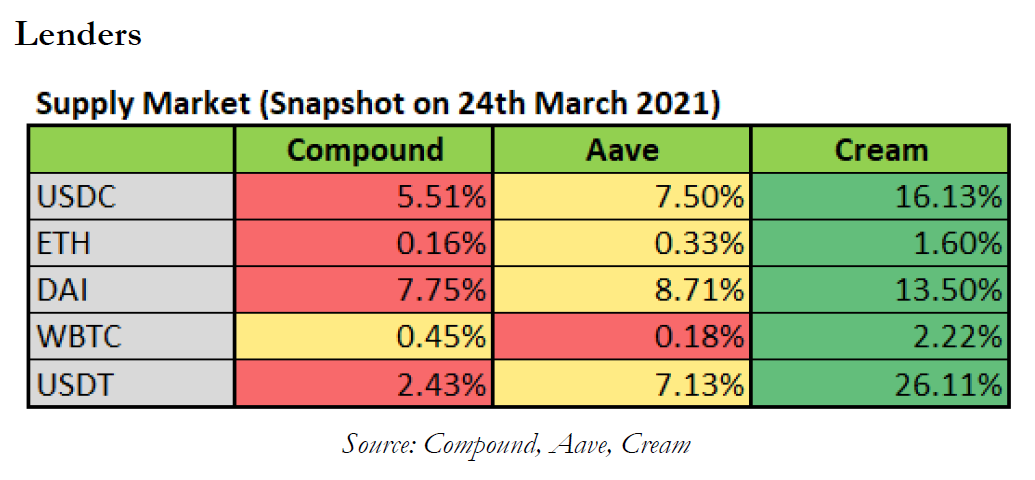 Lenders
Supply Market (Snapshot on 24th March 2021)
Compound Aave Cream
USDC 5.51% 7.50% 16.13%
ETH 0.16% 0.33% 1.60%
DAI 7.75% 8.71% 13.50%
WBTC 0.45% 0.18% 2.22%
USDT 2.43% 7.13% 26.11%
Source: Compound, Aave, Cream